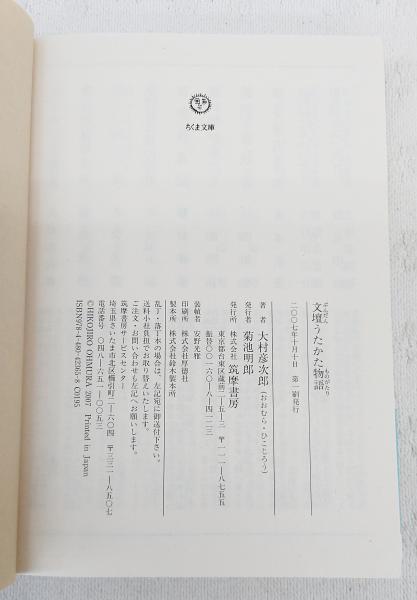 ちくま文庫
文壇うたかた物語
ぶんだん
ものがたり
二〇〇七年十月十日 第一刷発行
著 者 大村彦次郎（おおむら・ひこじろう）
発行者 菊池明郎
発行所 株式会社 筑摩書房
東京都台東区蔵前二—五—三 〒一一一—八七五五
振替〇〇一六〇—八—四一二三
装幀者 安野光雅
印刷所 株式会社厚徳社
製本所 株式会社鈴木製本所
乱丁・落丁本の場合は、左記宛に御送付下さい。
送料小社負担でお取り替えいたします。
ご注文・お問い合わせも左記へお願いします。
筑摩書房サービスセンター
埼玉県さいたま市北区櫛引町二—六〇四 〒三三一—八五〇七
電話番号 〇四八—六五一—〇〇五三
©HIKOJIRO OHMURA 2007 Printed in Japan
ISBN978-4-480-42365-8 C0195